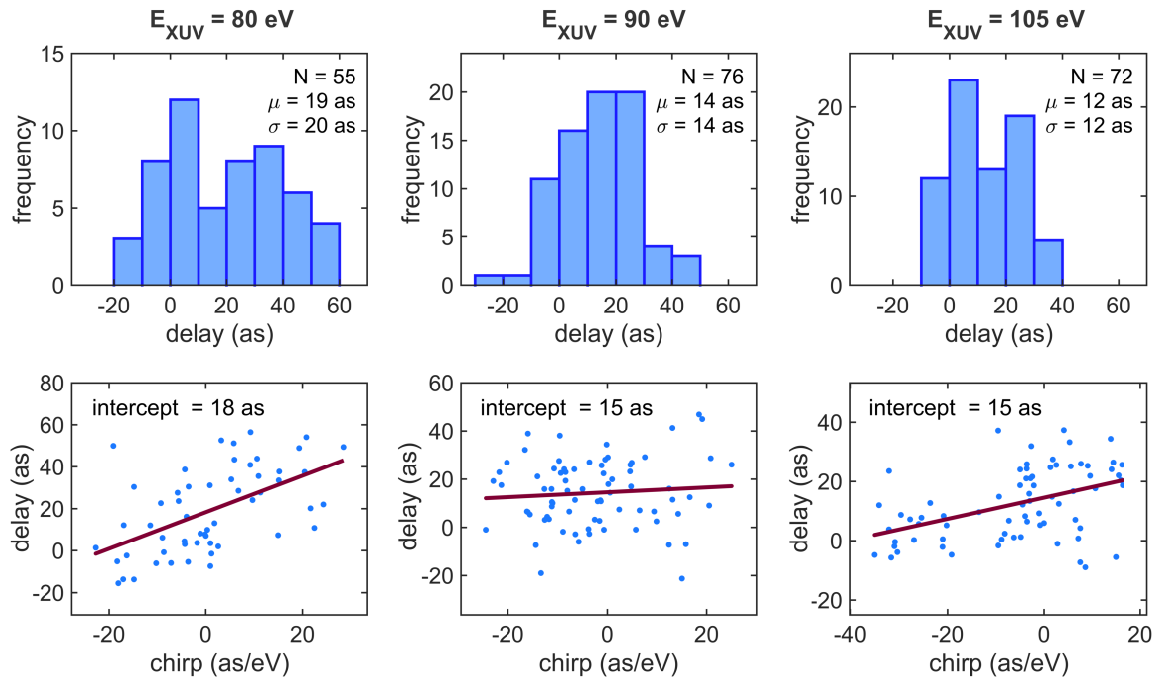 E_XUV = 80 eV
15
10
5
0
frequency
N = 55
μ = 19 as
σ = 20 as
-20 0 20 40 60
delay (as)
E_XUV = 90 eV
20
15
10
5
0
frequency
N = 76
μ = 14 as
σ = 14 as
-20 0 20 40 60
delay (as)
E_XUV = 105 eV
20
10
0
frequency
N = 72
μ = 12 as
σ = 12 as
-20 0 20 40 60
delay (as)
80
60
40
20
0
-20
delay (as)
intercept = 18 as
-20 0 20
chirp (as/eV)
60
40
20
0
-20
delay (as)
intercept = 15 as
-20 0 20
chirp (as/eV)
40
20
0
-20
delay (as)
intercept = 15 as
-40 -20 0 20
chirp (as/eV)